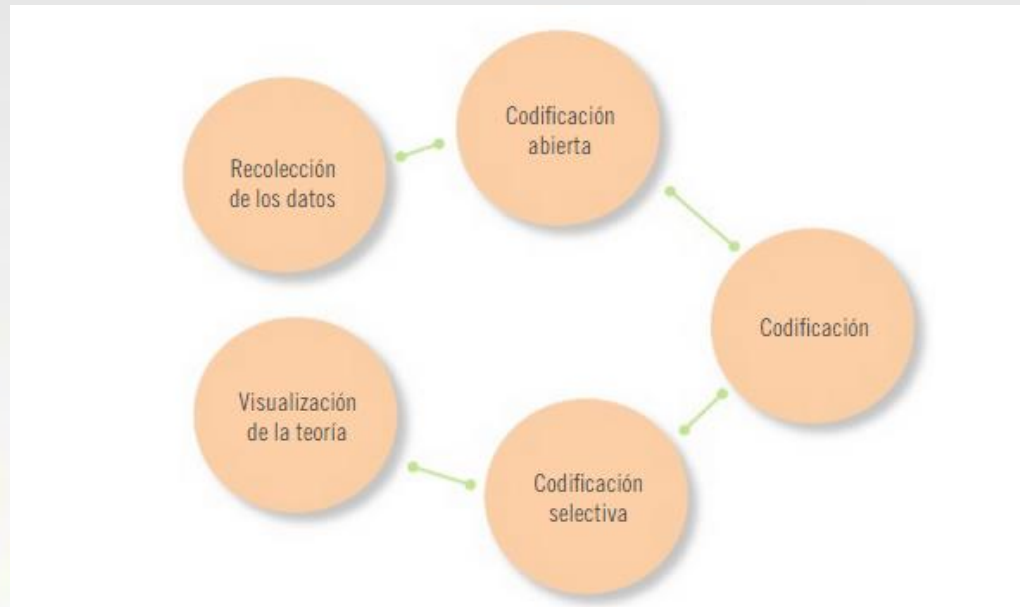 Recolección
de los datos
Codificación
abierta
Codificación
Codificación
selectiva
Visualización
de la teoría